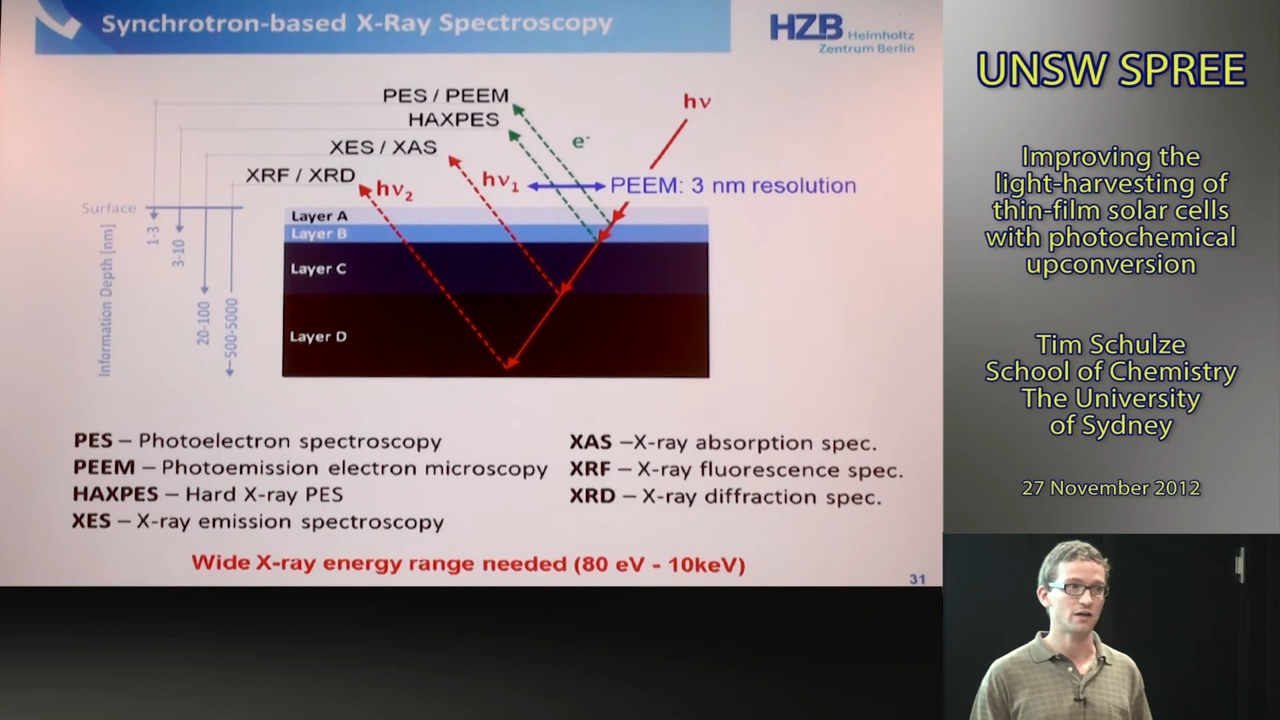 Synchrotron-based X-Ray Spectroscopy
HZB Helmholtz
Zentrum Berlin
PES / PEEM
HAXPES
XES / XAS
XRF / XRD
hν
e-
hν1
hν2
PEEM: 3 nm resolution
Surface
Information Depth [nm]
1-3
3-10
20-100
500-5000
Layer A
Layer B
Layer C
Layer D
PES – Photoelectron spectroscopy
PEEM – Photoemission electron microscopy
HAXPES – Hard X-ray PES
XES – X-ray emission spectroscopy
XAS –X-ray absorption spec.
XRF – X-ray fluorescence spec.
XRD – X-ray diffraction spec.
Wide X-ray energy range needed (80 eV - 10keV)
31
UNSW SPREE
Improving the
light-harvesting of
thin-film solar cells
with photochemical
upconversion
Tim Schulze
School of Chemistry
The University
of Sydney
27 November 2012